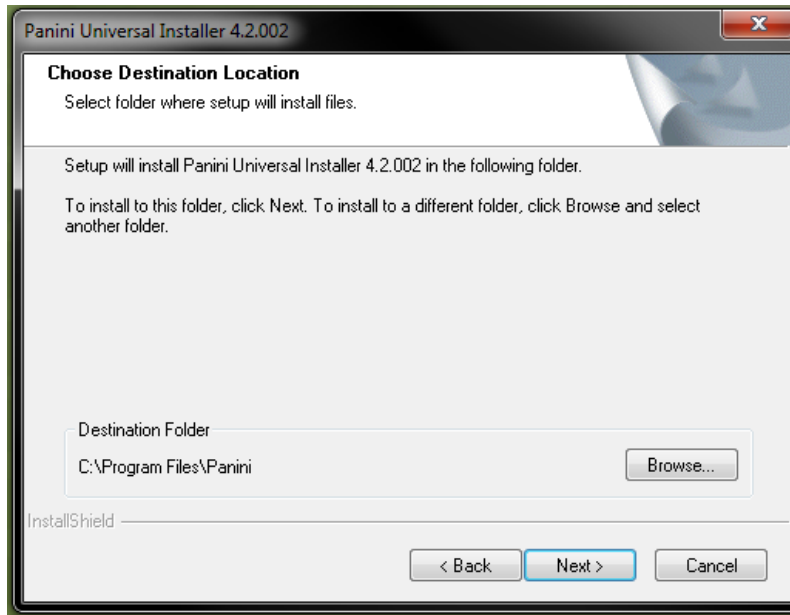 Panini Universal Installer 4.2.002
Choose Destination Location
Select folder where setup will install files.
Setup will install Panini Universal Installer 4.2.002 in the following folder.
To install to this folder, click Next. To install to a different folder, click Browse and select
another folder.
Destination Folder
C:\Program Files\Panini
Browse...
InstallShield
< Back
Next >
Cancel